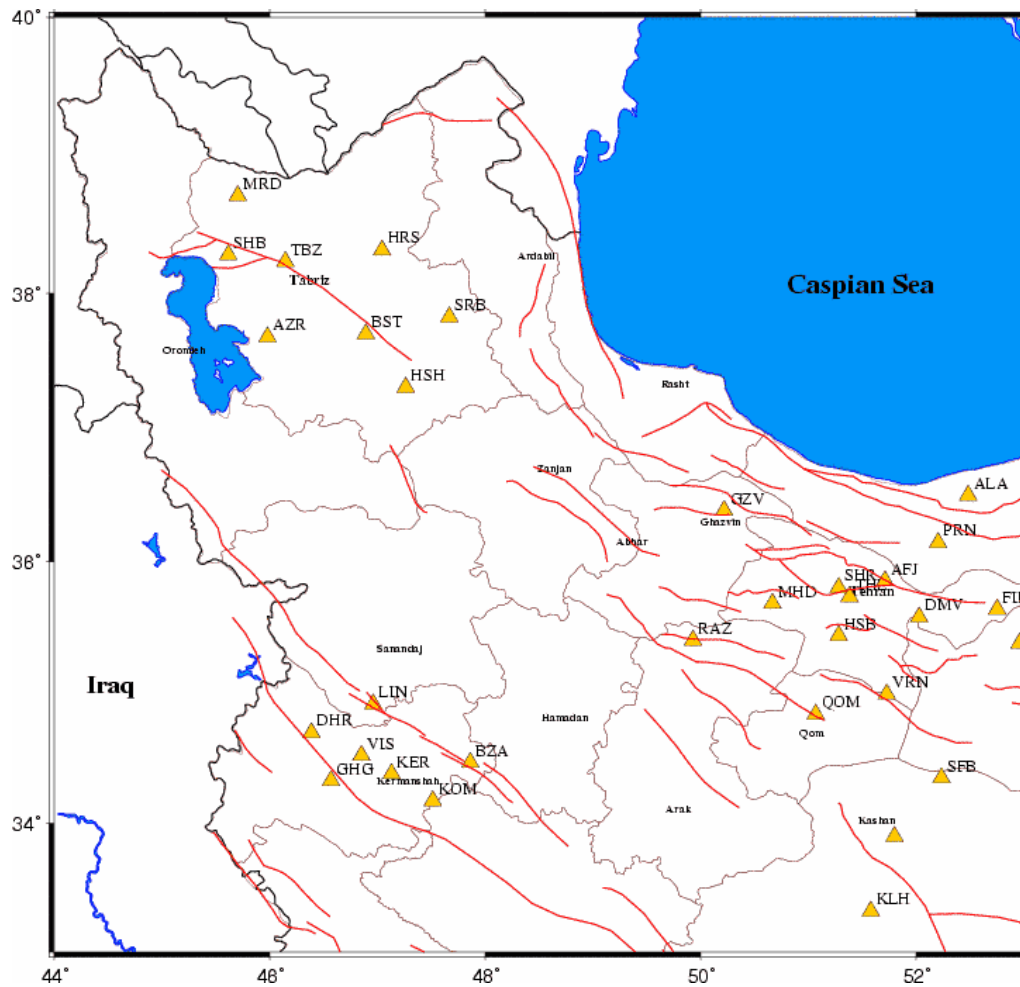 40°
MRD
SHB
TBZ
HRS
Tabriz
Ardabil
Caspian Sea
38°
AZR
BST
SRB
Oromieh
HSH
Rasht
Zanjan
ALA
GZV
Ghazvin
Abhar
PRN
36°
SHR
AFJ
MHD
Tehran
DMV
RAZ
HSB
Sanandaj
Iraq
LIN
VRN
QOM
DHR
Hamadan
Qom
VIS
BZA
GHG
KER
SFB
Kermanshah
KOM
Arak
Kashan
34°
KLH
44°
46°
48°
50°
52°